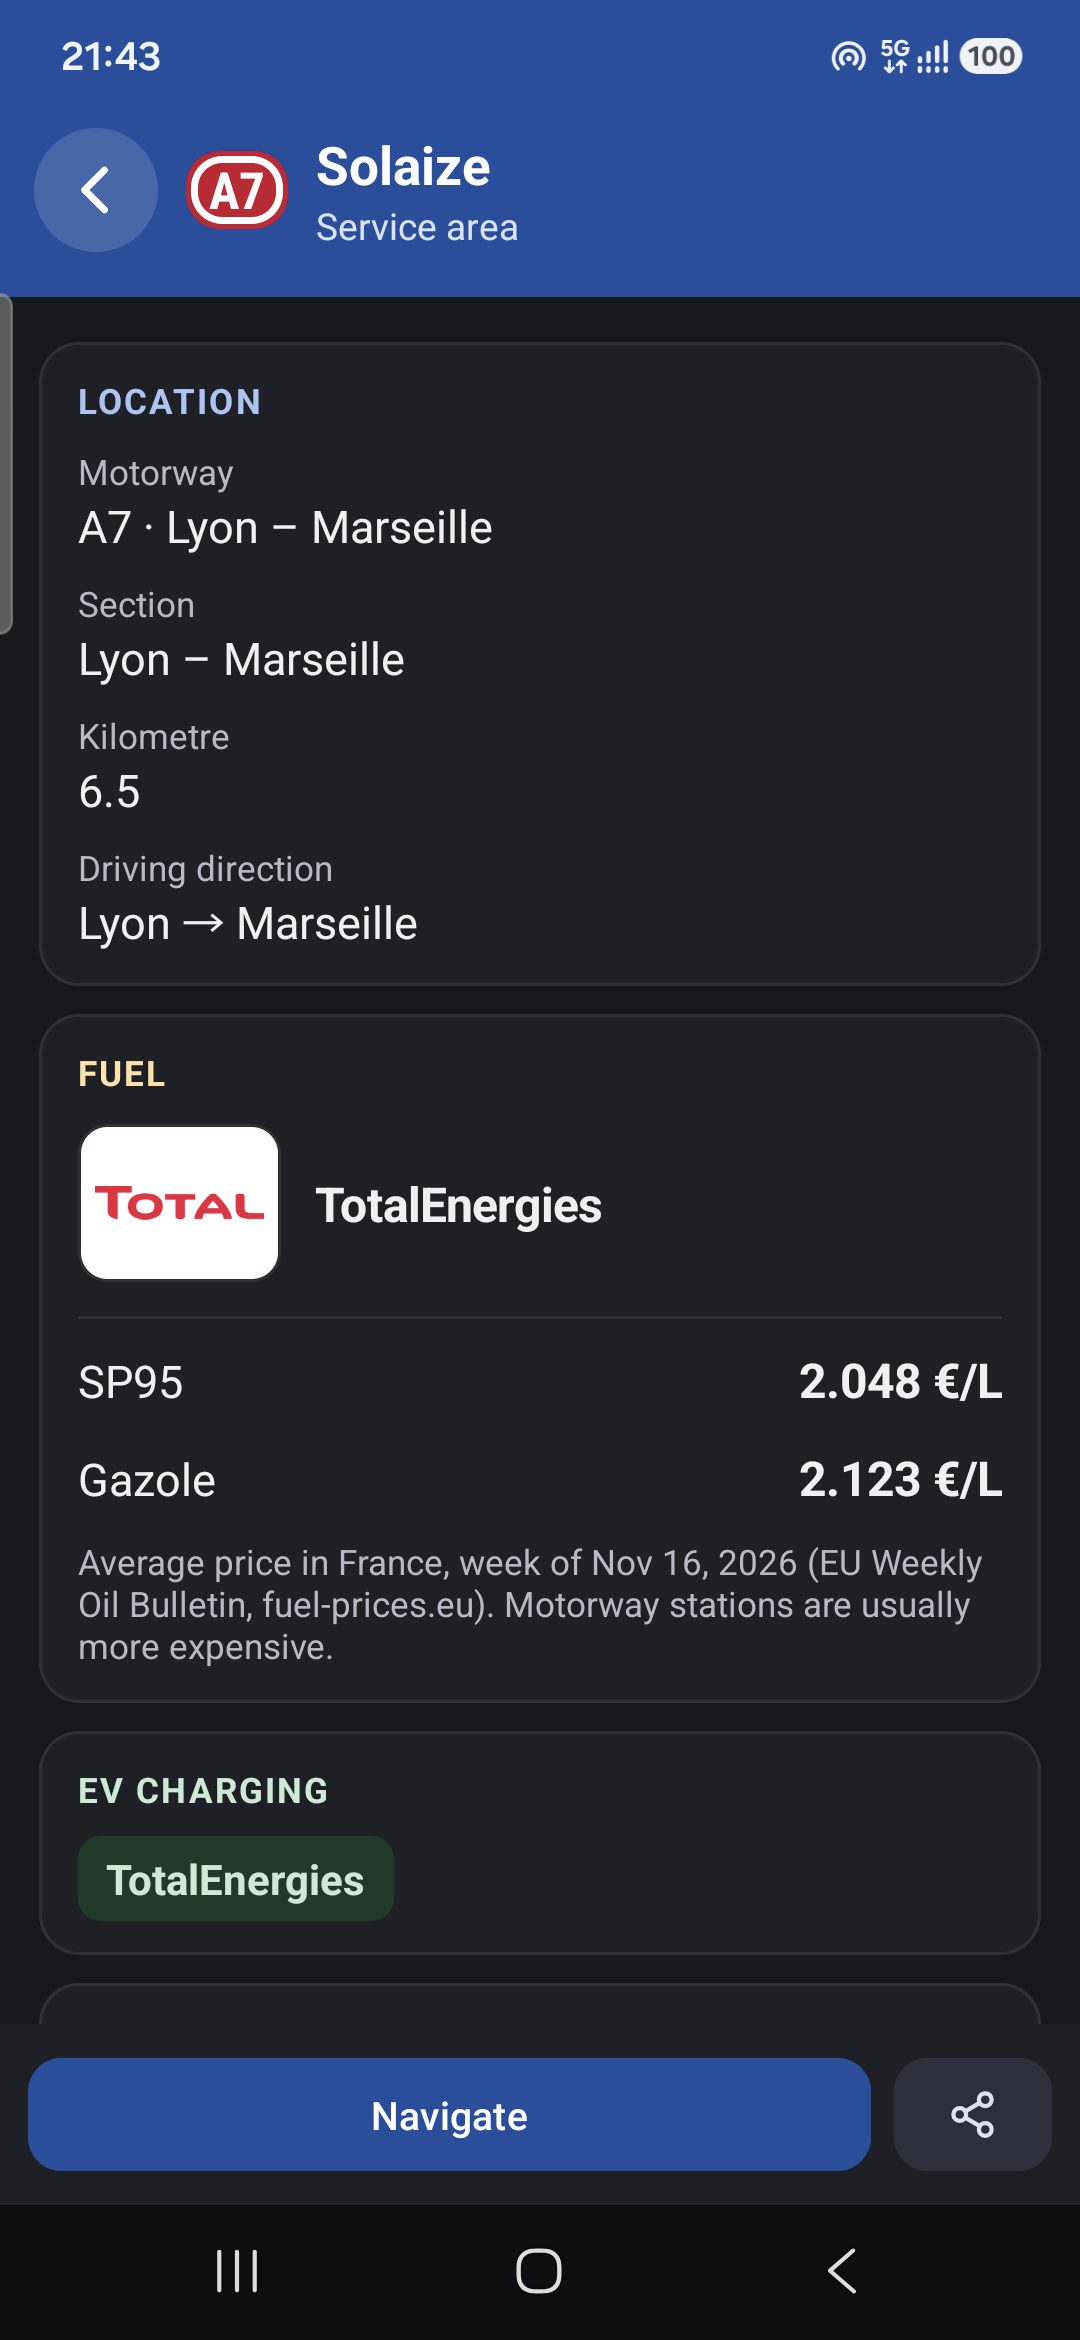 21:43
5G
100
A7
Solaize
Service area
LOCATION
Motorway
A7 · Lyon – Marseille
Section
Lyon – Marseille
Kilometre
6.5
Driving direction
Lyon → Marseille
FUEL
TOTAL
TotalEnergies
SP95 2.048 €/L
Gazole 2.123 €/L
Average price in France, week of Nov 16, 2026 (EU Weekly
Oil Bulletin, fuel-prices.eu). Motorway stations are usually
more expensive.
EV CHARGING
TotalEnergies
Navigate